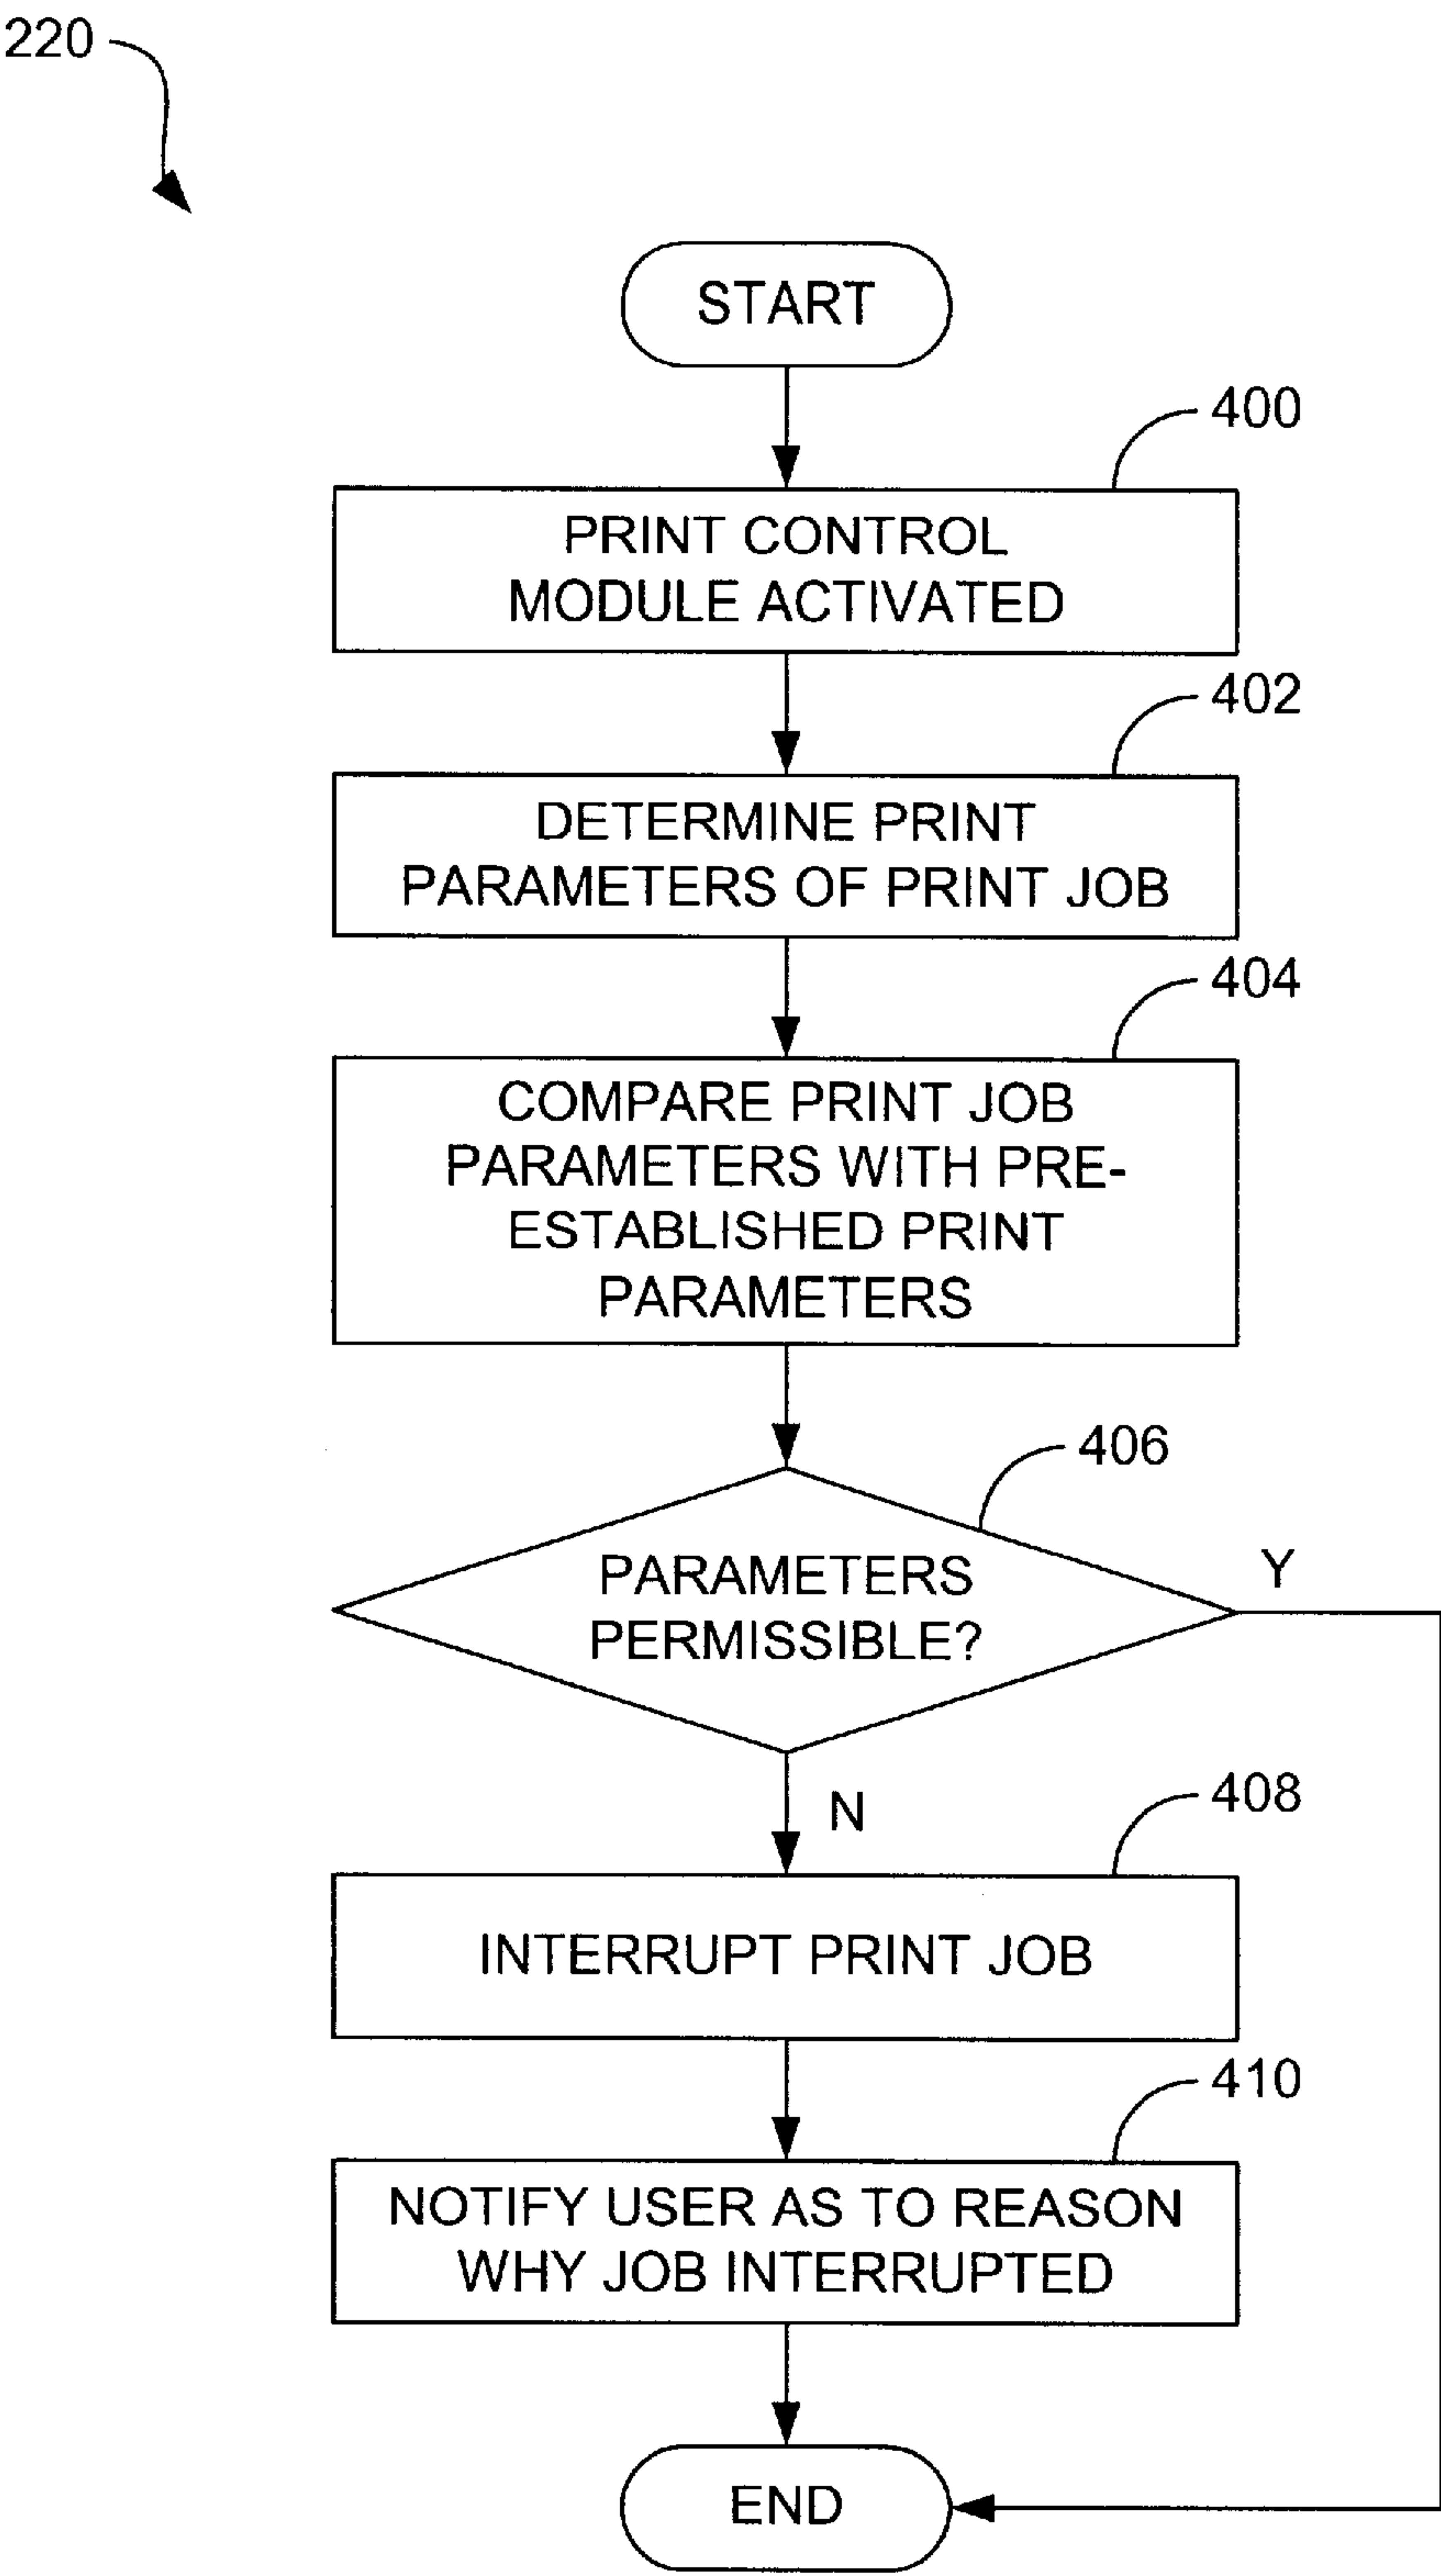 220
START
400
PRINT CONTROL
MODULE ACTIVATED
402
DETERMINE PRINT
PARAMETERS OF PRINT JOB
404
COMPARE PRINT JOB
PARAMETERS WITH PRE-
ESTABLISHED PRINT
PARAMETERS
406
PARAMETERS
PERMISSIBLE?
Y
N
408
INTERRUPT PRINT JOB
410
NOTIFY USER AS TO REASON
WHY JOB INTERRUPTED
END